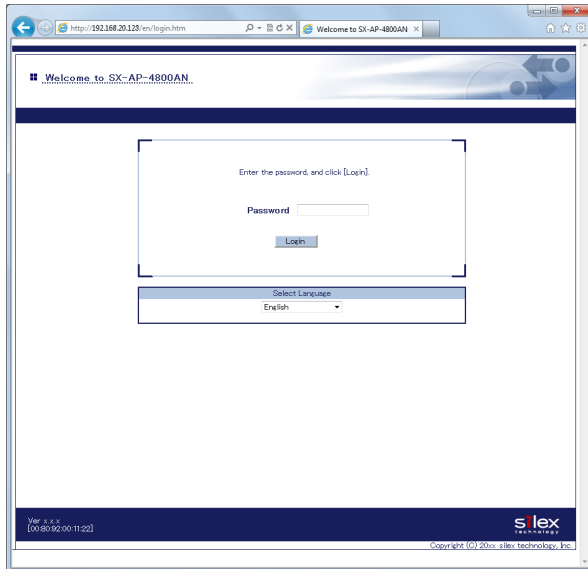 http://192.168.20.123/en/login.htm
Welcome to SX-AP-4800AN
Welcome to SX-AP-4800AN
Enter the password, and click [Login].
Password
Login
Select Language
English
Ver x.x.x
[00:80:92:00:11:22]
silex
technology
Copyright (C) 20xx silex technology, Inc.